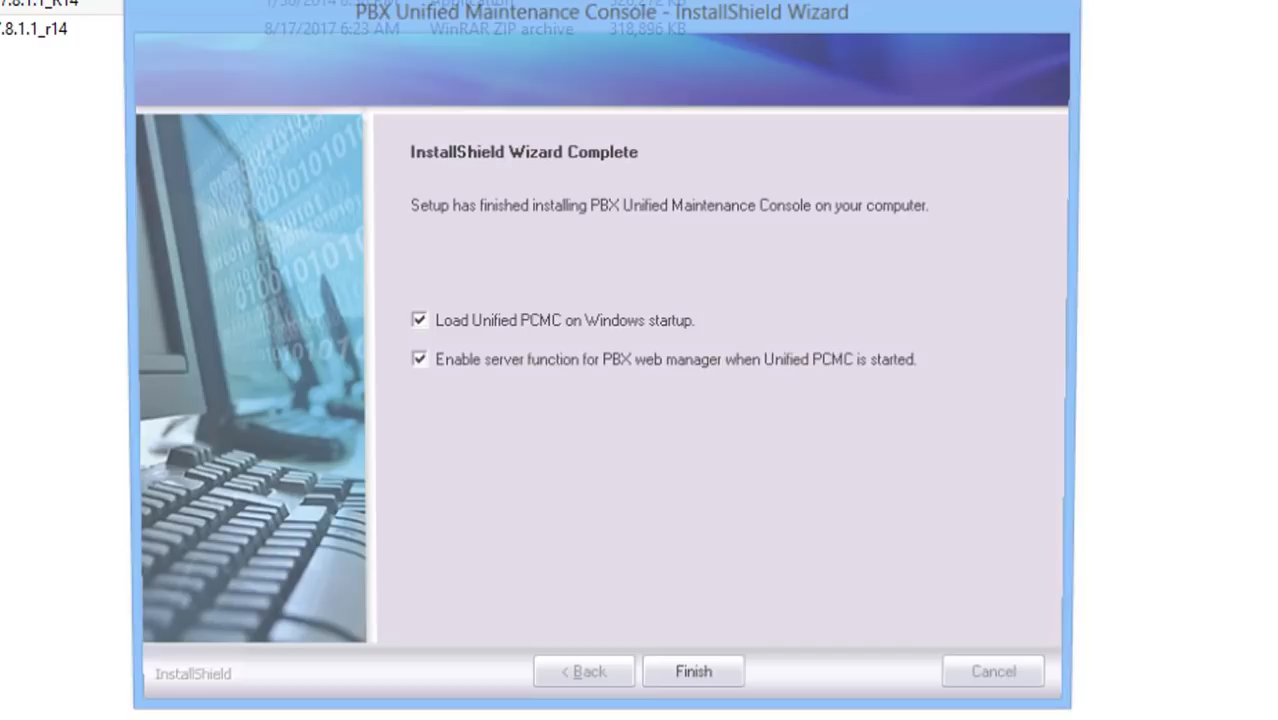 7.8.1.1_R14
PBX Unified Maintenance Console - InstallShield Wizard
.8.1.1_r14 8/17/2017 6:23 AM WinRAR ZIP archive 318,896 KB
InstallShield Wizard Complete
Setup has finished installing PBX Unified Maintenance Console on your computer.
Load Unified PCMC on Windows startup.
Enable server function for PBX web manager when Unified PCMC is started.
InstallShield
< Back
Finish
Cancel